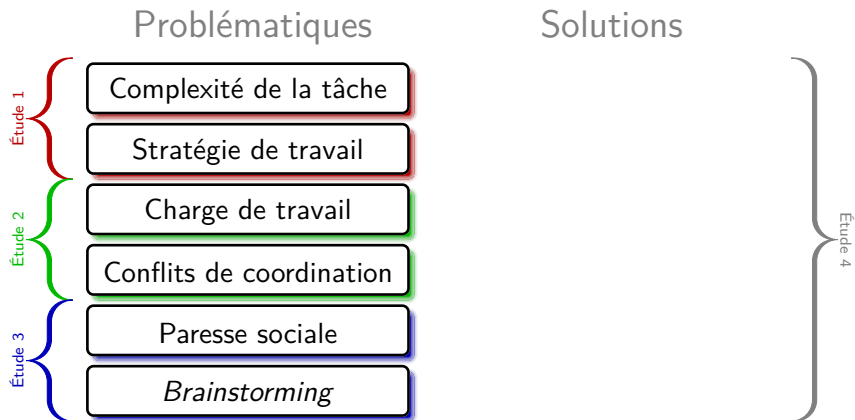 Problématiques
Solutions
Étude 1
Complexité de la tâche
Stratégie de travail
Étude 2
Charge de travail
Conflits de coordination
Étude 3
Paresse sociale
Brainstorming
Étude 4